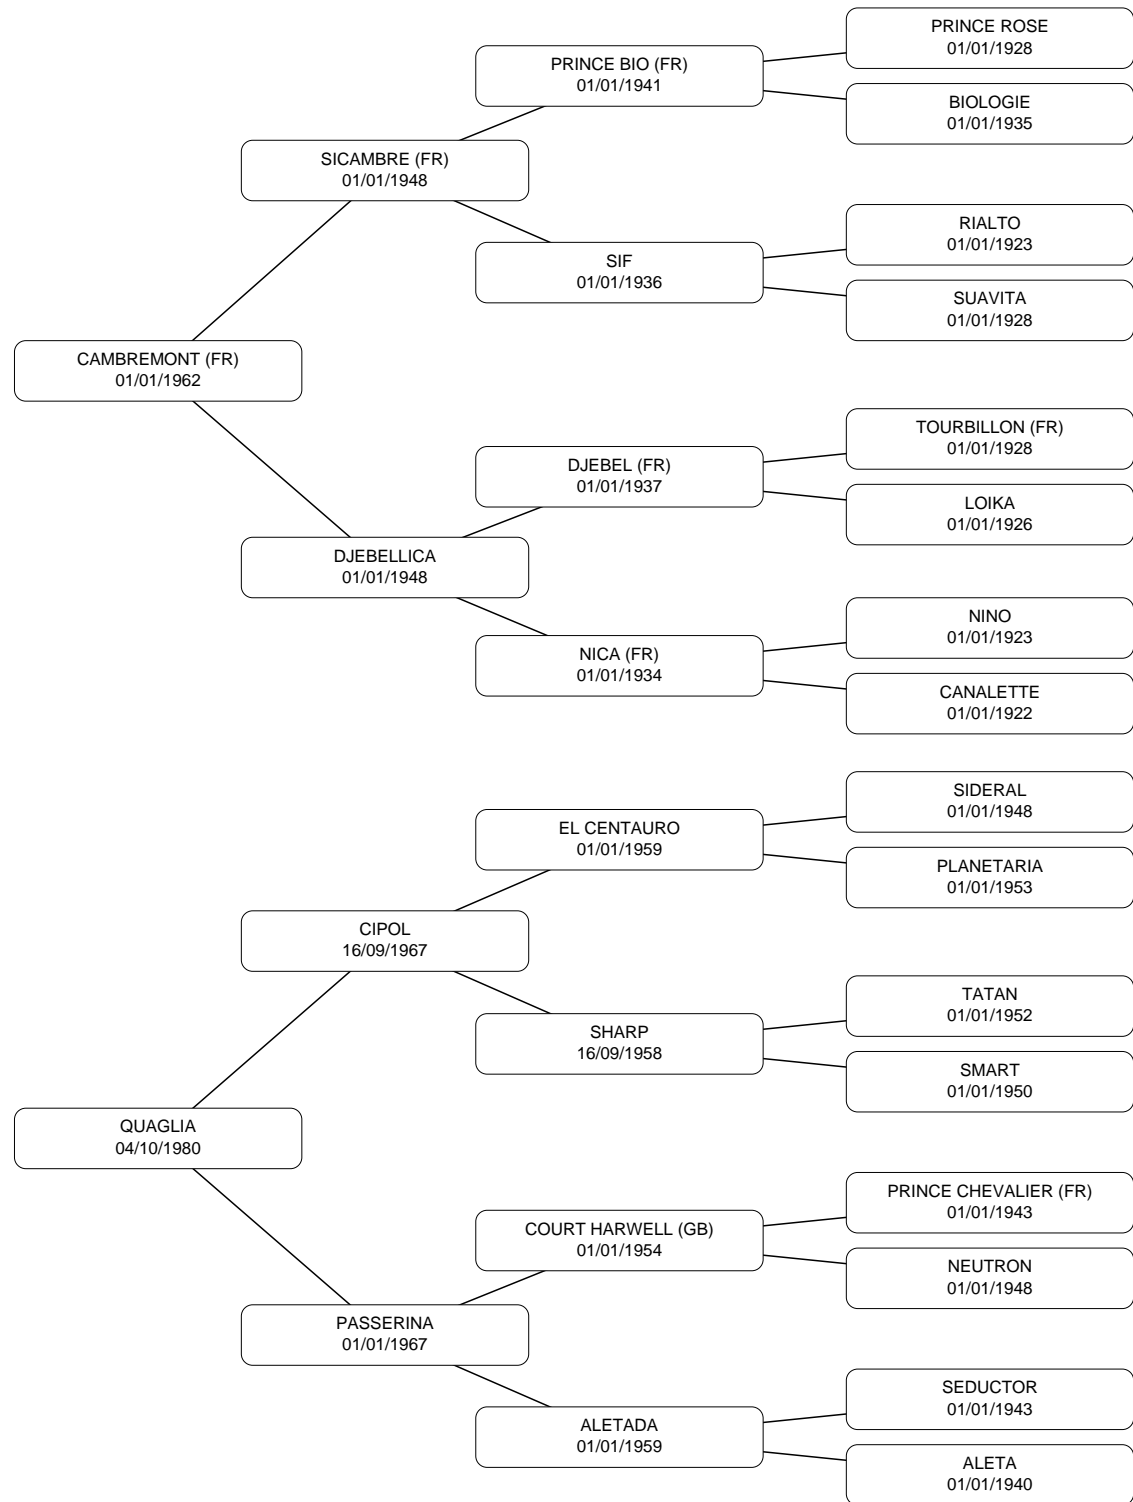 PRINCE ROSE
01/01/1928
PRINCE BIO (FR)
01/01/1941
BIOLOGIE
01/01/1935
SICAMBRE (FR)
01/01/1948
RIALTO
01/01/1923
SIF
01/01/1936
SUAVITA
01/01/1928
CAMBREMONT (FR)
01/01/1962
TOURBILLON (FR)
01/01/1928
DJEBEL (FR)
01/01/1937
LOIKA
01/01/1926
DJEBELLICA
01/01/1948
NINO
01/01/1923
NICA (FR)
01/01/1934
CANALETTE
01/01/1922
SIDERAL
01/01/1948
EL CENTAURO
01/01/1959
PLANETARIA
01/01/1953
CIPOL
16/09/1967
TATAN
01/01/1952
SHARP
16/09/1958
SMART
01/01/1950
QUAGLIA
04/10/1980
PRINCE CHEVALIER (FR)
01/01/1943
COURT HARWELL (GB)
01/01/1954
NEUTRON
01/01/1948
PASSERINA
01/01/1967
SEDUCTOR
01/01/1943
ALETADA
01/01/1959
ALETA
01/01/1940